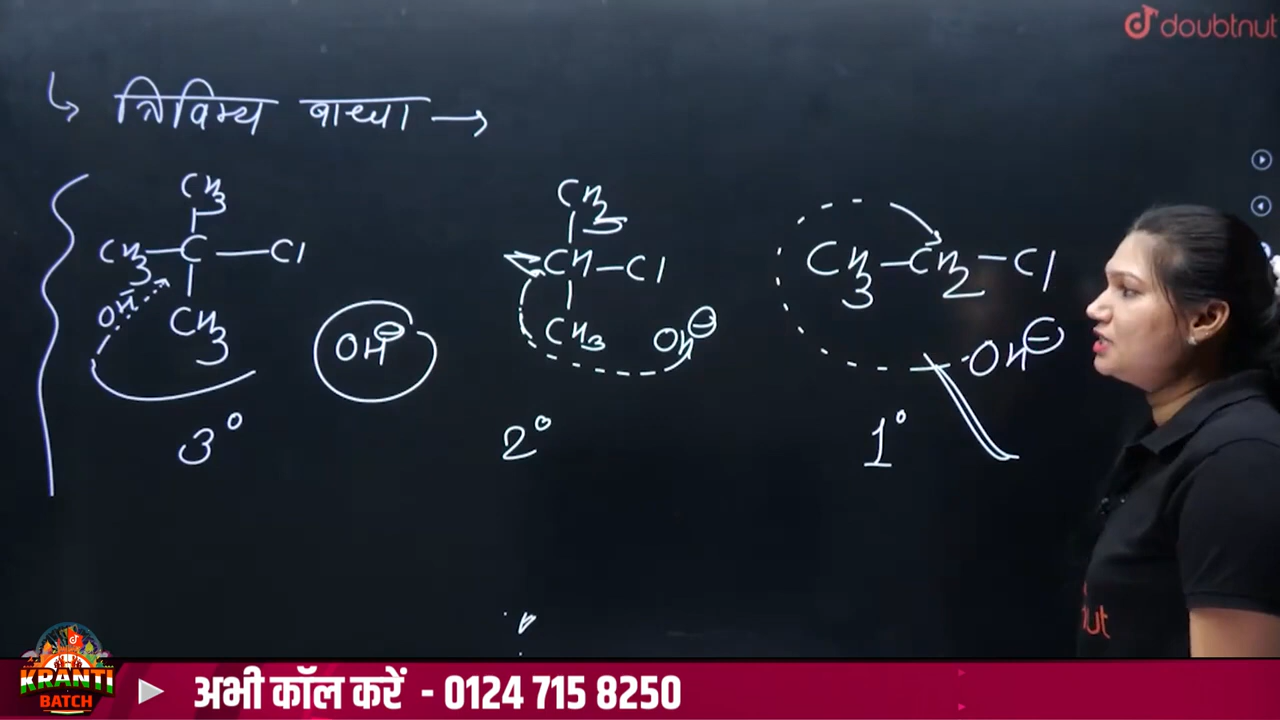 doubtnut
↳ त्रिविम्य बाध्या →
CH3
CH3—C—Cl
OH⁻
CH3
OH⊖
3°
CH3
CH—Cl
CH3
OH⊖
2°
CH3—CH2—Cl
OH⊖
1°
ut
KRANTI
BATCH
अभी कॉल करें - 0124 715 8250